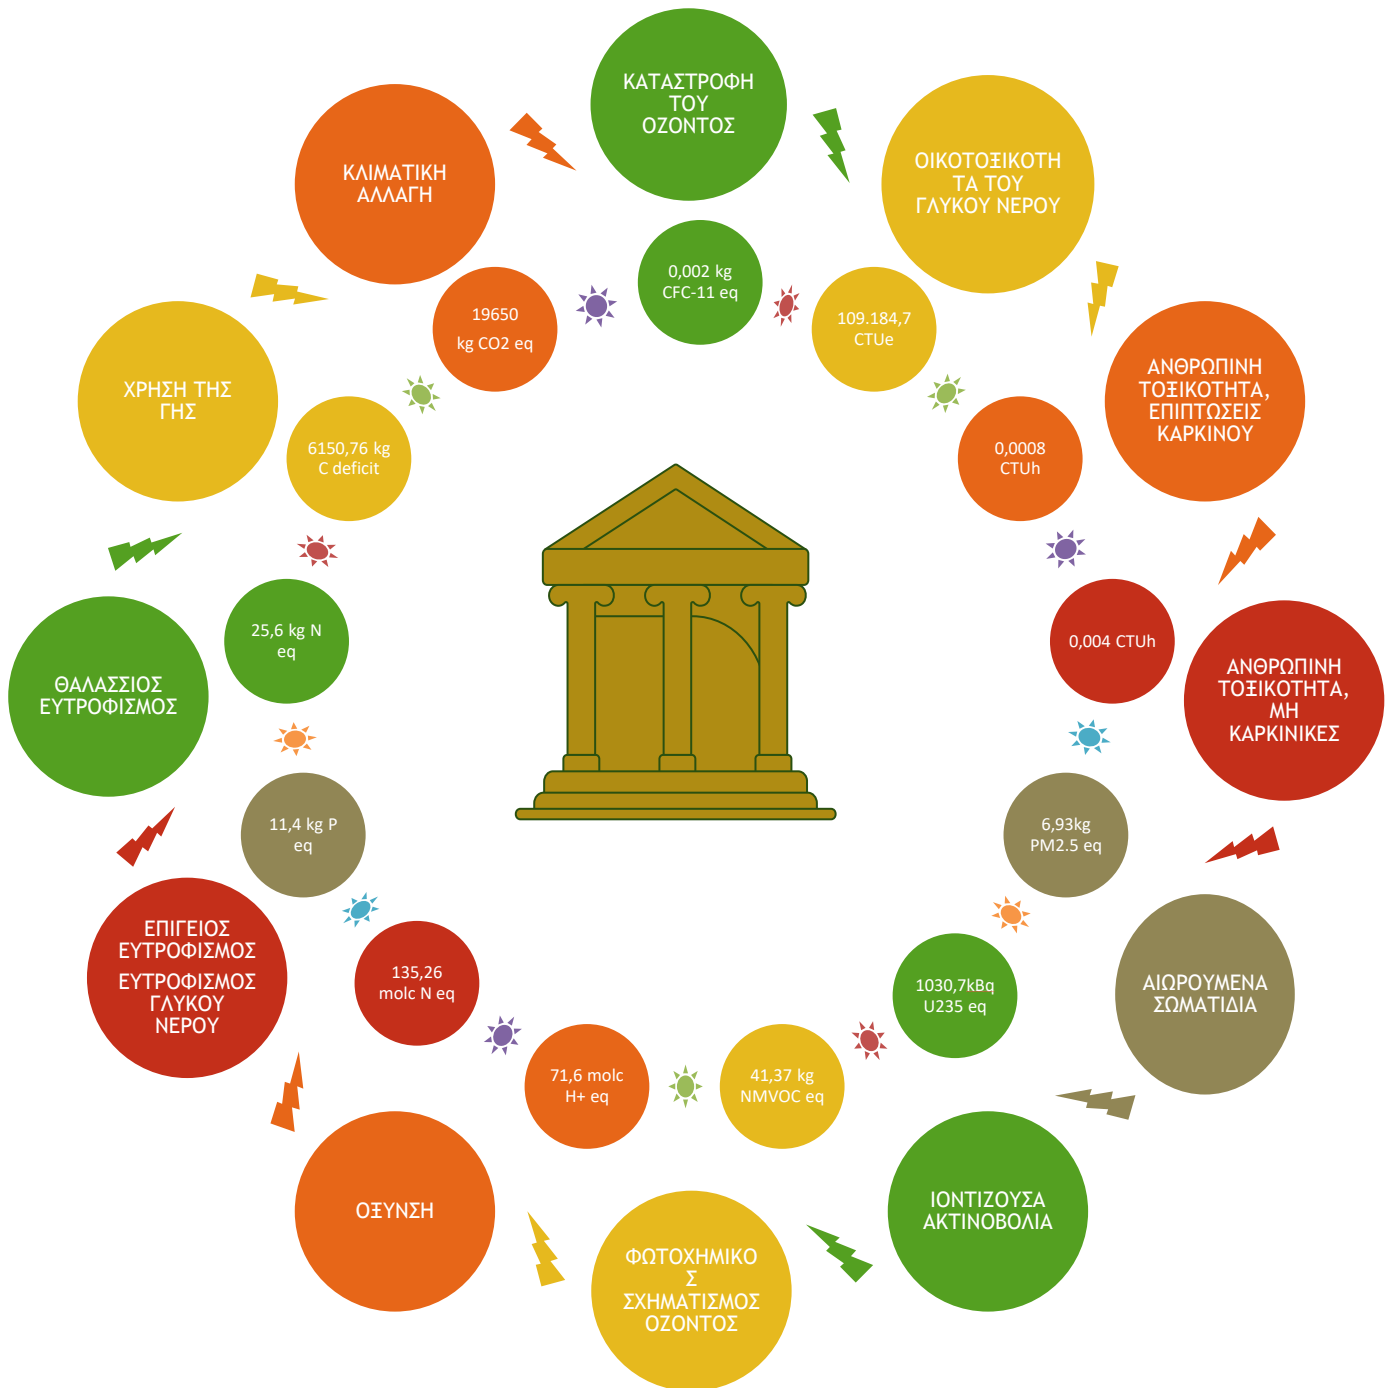 ΚΑΤΑΣΤΡΟΦΗ
ΤΟΥ
ΟΖΟΝΤΟΣ
ΟΙΚΟΤΟΞΙΚΟΤΗ
ΤΑ ΤΟΥ
ΓΛΥΚΟΥ ΝΕΡΟΥ
ΑΝΘΡΩΠΙΝΗ
ΤΟΞΙΚΟΤΗΤΑ,
ΕΠΙΠΤΩΣΕΙΣ
ΚΑΡΚΙΝΟΥ
ΑΝΘΡΩΠΙΝΗ
ΤΟΞΙΚΟΤΗΤΑ,
ΜΗ
ΚΑΡΚΙΝΙΚΕΣ
ΑΙΩΡΟΥΜΕΝΑ
ΣΩΜΑΤΙΔΙΑ
ΙΟΝΤΙΖΟΥΣΑ
ΑΚΤΙΝΟΒΟΛΙΑ
ΦΩΤΟΧΗΜΙΚΟ
Σ
ΣΧΗΜΑΤΙΣΜΟΣ
ΟΖΟΝΤΟΣ
ΟΞΥΝΣΗ
ΕΠΙΓΕΙΟΣ
ΕΥΤΡΟΦΙΣΜΟΣ
ΕΥΤΡΟΦΙΣΜΟΣ
ΓΛΥΚΟΥ
ΝΕΡΟΥ
ΘΑΛΑΣΣΙΟΣ
ΕΥΤΡΟΦΙΣΜΟΣ
ΧΡΗΣΗ ΤΗΣ
ΓΗΣ
ΚΛΙΜΑΤΙΚΗ
ΑΛΛΑΓΗ
0,002 kg
CFC-11 eq
109.184,7
CTUe
0,0008
CTUh
0,004 CTUh
6,93kg
PM2.5 eq
1030,7kBq
U235 eq
41,37 kg
NMVOC eq
71,6 molc
H+ eq
135,26
molc N eq
11,4 kg P
eq
25,6 kg N
eq
6150,76 kg
C deficit
19650
kg CO2 eq